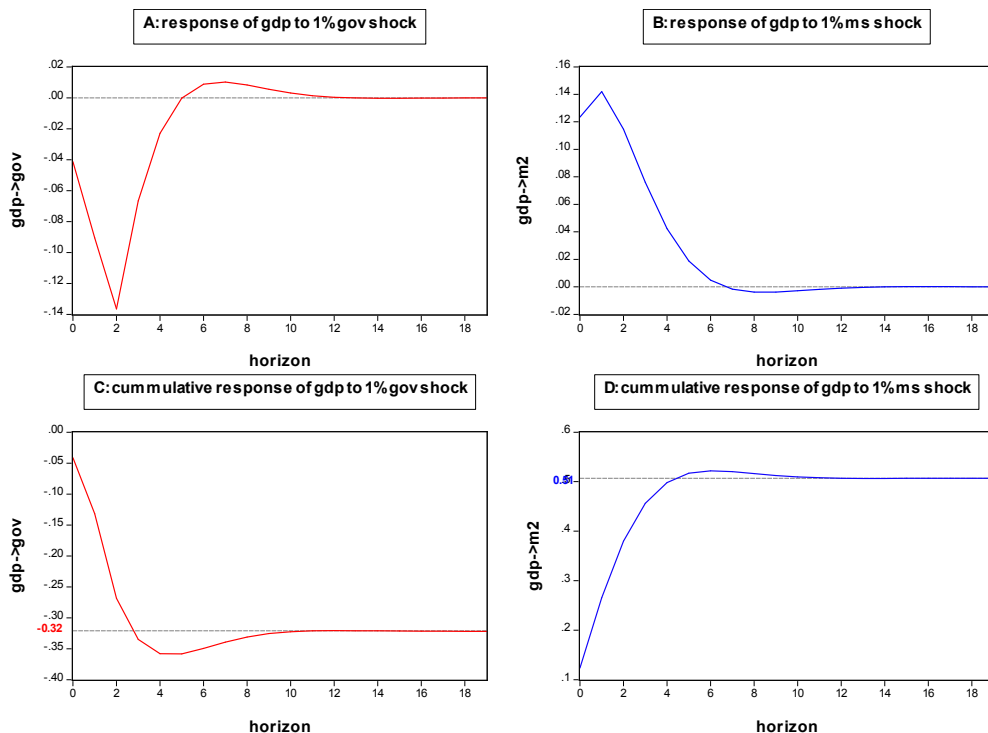 A: response of gdp to 1% gov shock
.02
.00
-.02
-.04
-.06
-.08
-.10
-.12
-.14
gdp->gov
0 2 4 6 8 10 12 14 16 18
horizon
B: response of gdp to 1% ms shock
.16
.14
.12
.10
.08
.06
.04
.02
.00
-.02
gdp->m2
0 2 4 6 8 10 12 14 16 18
horizon
C: cummulative response of gdp to 1% gov shock
.00
-.05
-.10
-.15
-.20
-.25
-.30
-0.32
-.35
-.40
gdp->gov
0 2 4 6 8 10 12 14 16 18
horizon
D: cummulative response of gdp to 1% ms shock
.6
0.51
.4
.3
.2
.1
gdp->m2
0 2 4 6 8 10 12 14 16 18
horizon